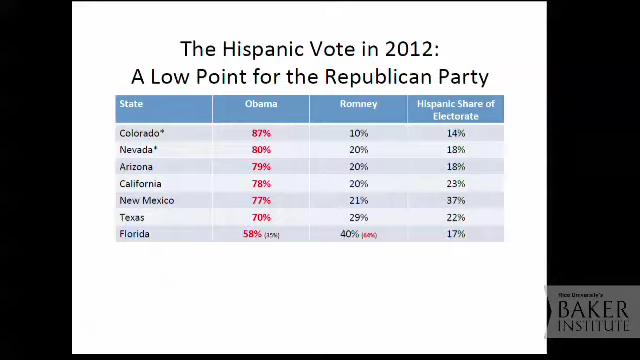 The Hispanic Vote in 2012:
A Low Point for the Republican Party
State Obama Romney Hispanic Share of Electorate
Colorado* 87% 10% 14%
Nevada* 80% 20% 18%
Arizona 79% 20% 18%
California 78% 20% 23%
New Mexico 77% 21% 37%
Texas 70% 29% 22%
Florida 58% (35%) 40% (64%) 17%
Rice University's
BAKER
INSTITUTE